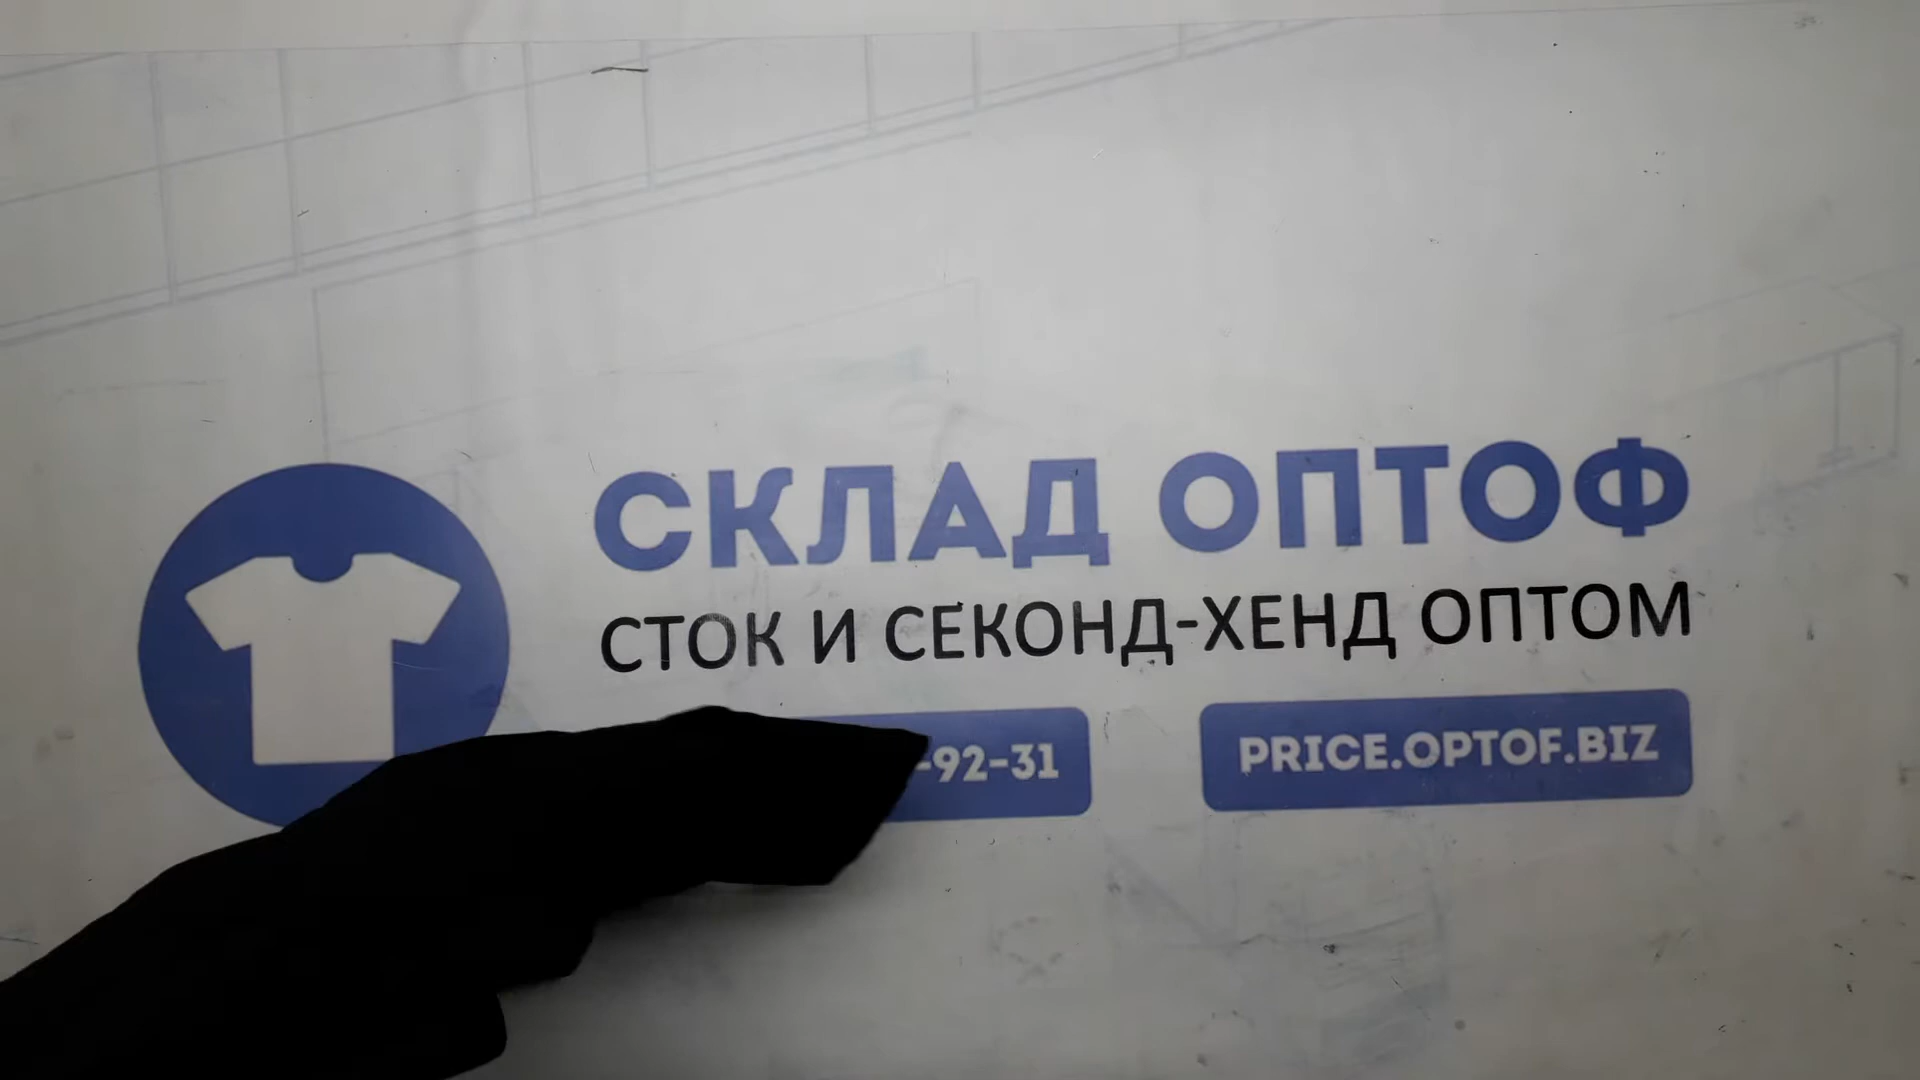 СКЛАД ОПТОФ
СТОК И СЕКОНД-ХЕНД ОПТОМ
-92-31
PRICE.OPTOF.BIZ